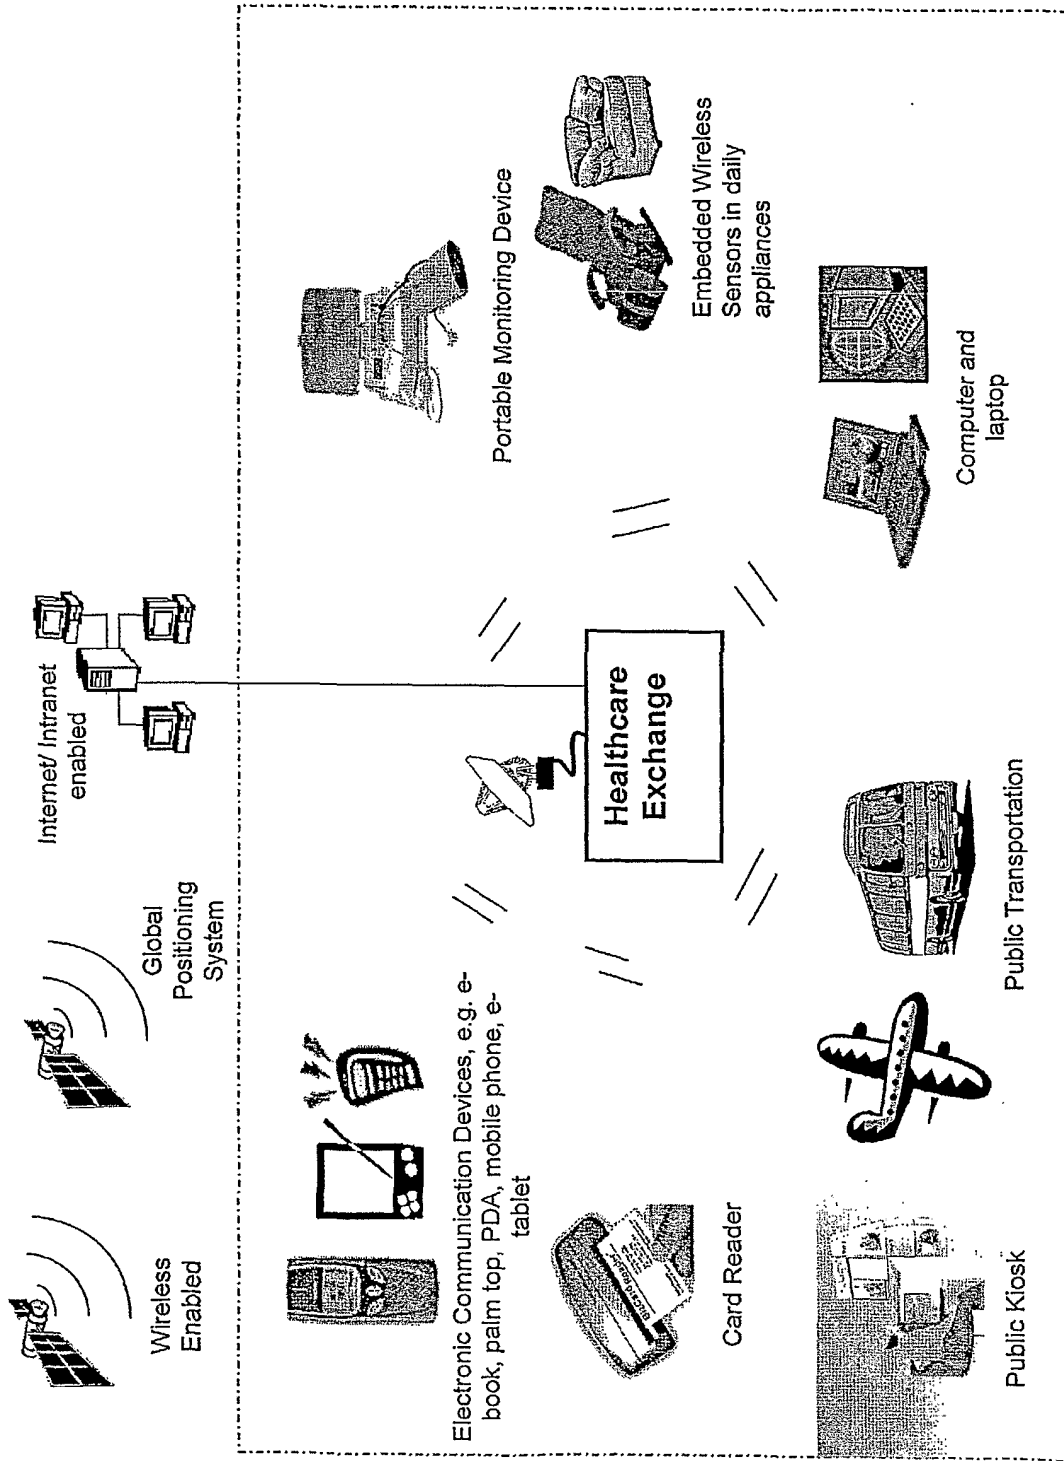 Wireless
Enabled
Global
Positioning
System
Internet/ Intranet
enabled
Electronic Communication Devices, e.g. e-
book, palm top, PDA, mobile phone, e-
tablet
Portable Monitoring Device
Healthcare
Exchange
Card Reader
Embedded Wireless
Sensors in daily
appliances
Public Kiosk
Public Transportation
Computer and
laptop